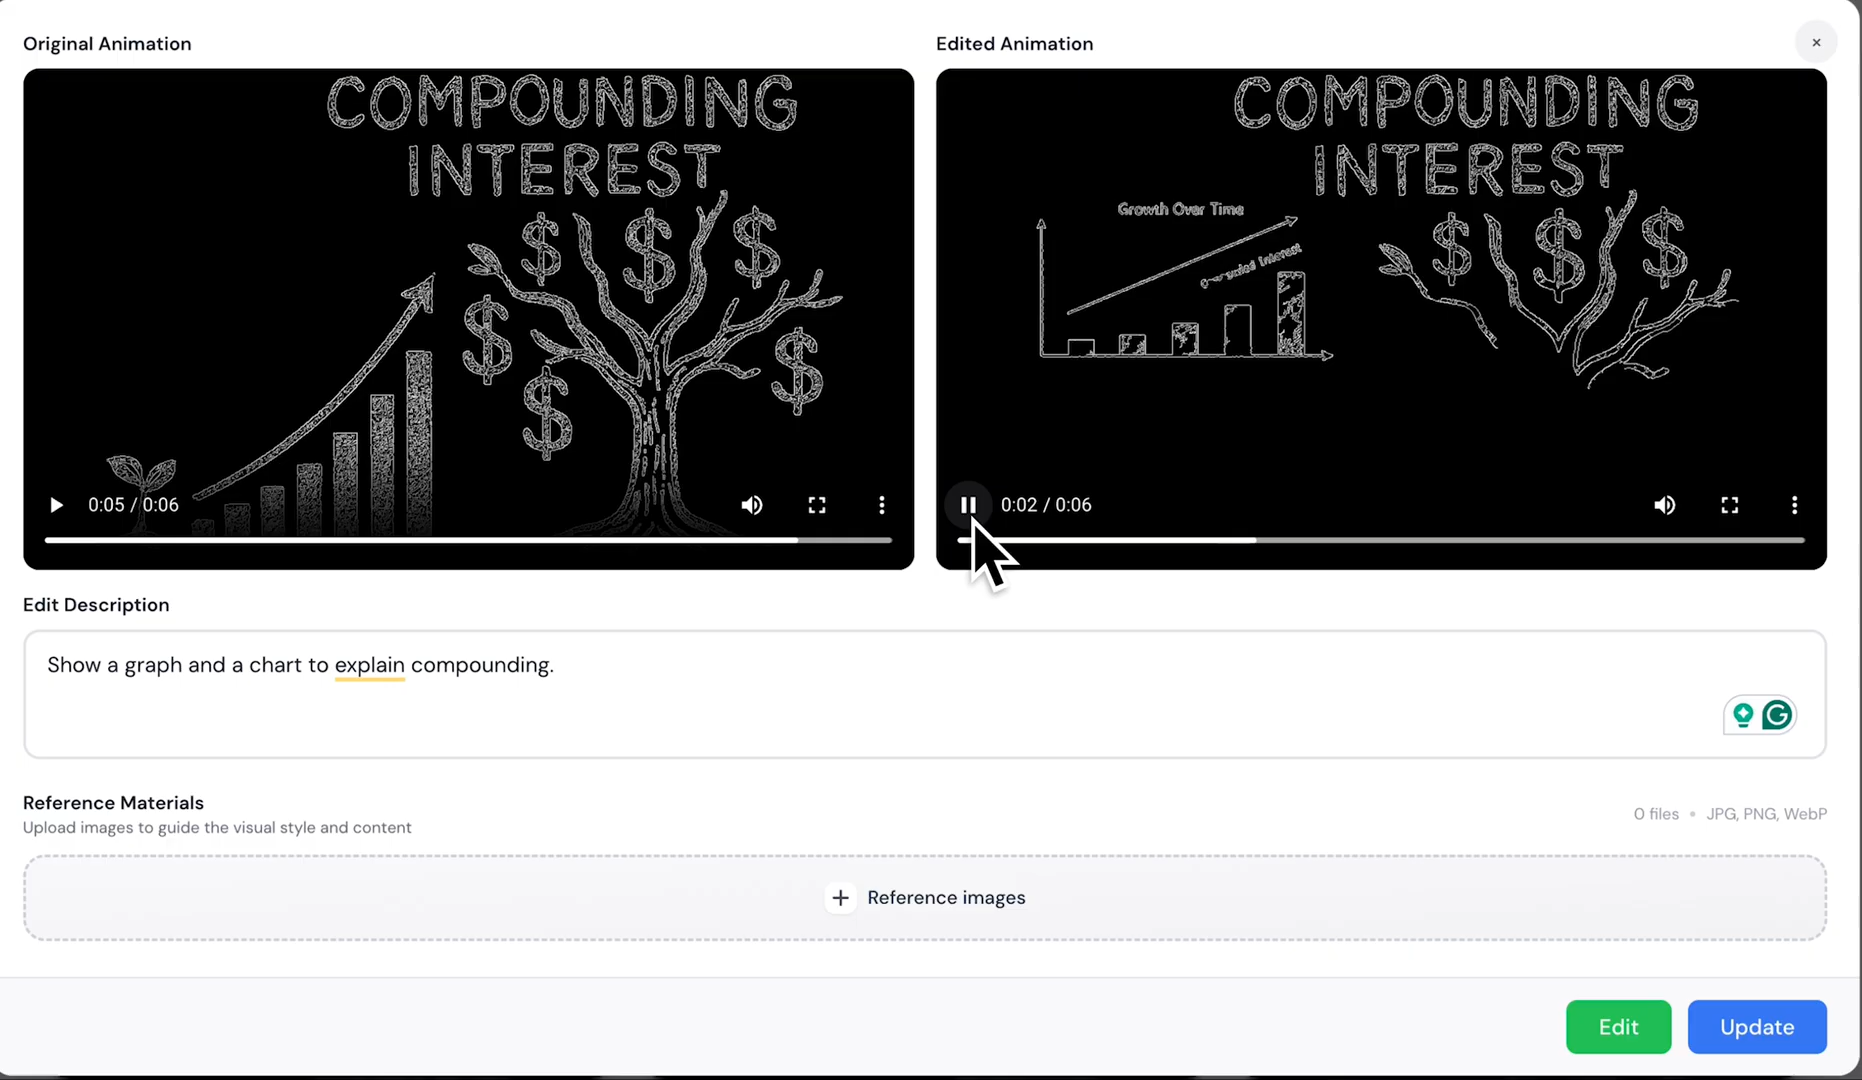 Original Animation
COMPOUNDING
INTEREST
0:05 / 0:06
Edited Animation
×
COMPOUNDING
INTEREST
Growth Over Time
Interest
0:02 / 0:06
Edit Description
Show a graph and a chart to explain compounding.
G
Reference Materials
Upload images to guide the visual style and content
0 files • JPG, PNG, WebP
+ Reference images
Edit
Update